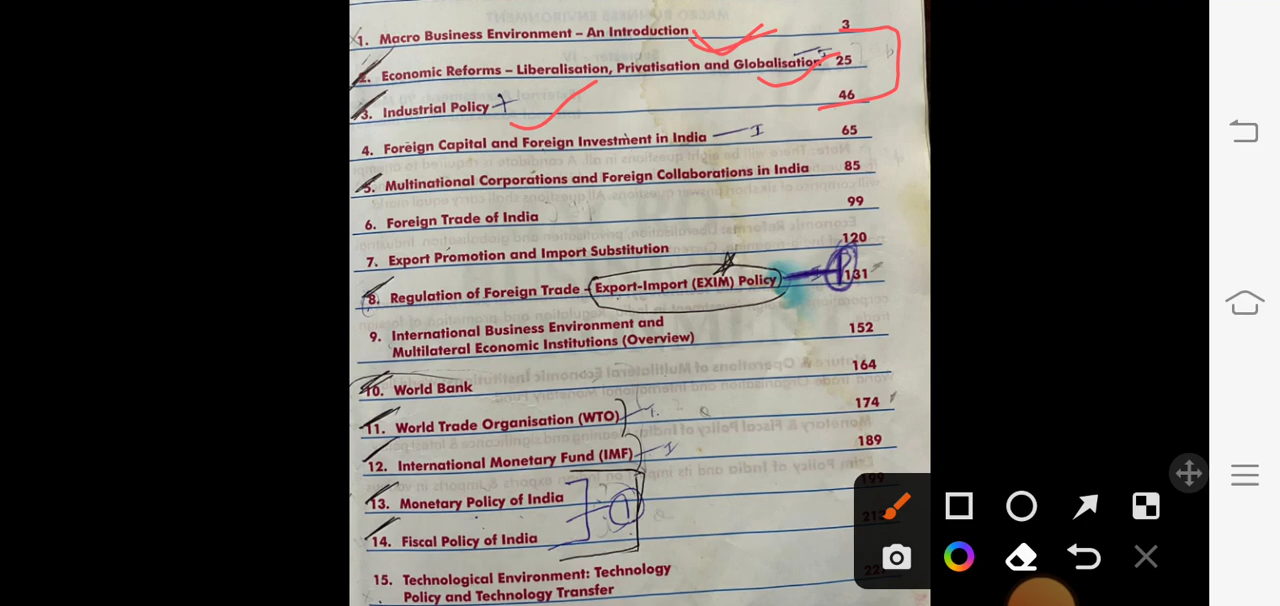 1. Macro Business Environment – An Introduction 3
2. Economic Reforms – Liberalisation, Privatisation and Globalisation 25
3. Industrial Policy 46
4. Foreign Capital and Foreign Investment in India I 65
5. Multinational Corporations and Foreign Collaborations in India 85
6. Foreign Trade of India 99
7. Export Promotion and Import Substitution 120
8. Regulation of Foreign Trade – Export-Import (EXIM) Policy 131
9. International Business Environment and
Multilateral Economic Institutions (Overview) 152
10. World Bank 164
11. World Trade Organisation (WTO) 174
12. International Monetary Fund (IMF) I 189
13. Monetary Policy of India 199
14. Fiscal Policy of India
15. Technological Environment: Technology
Policy and Technology Transfer